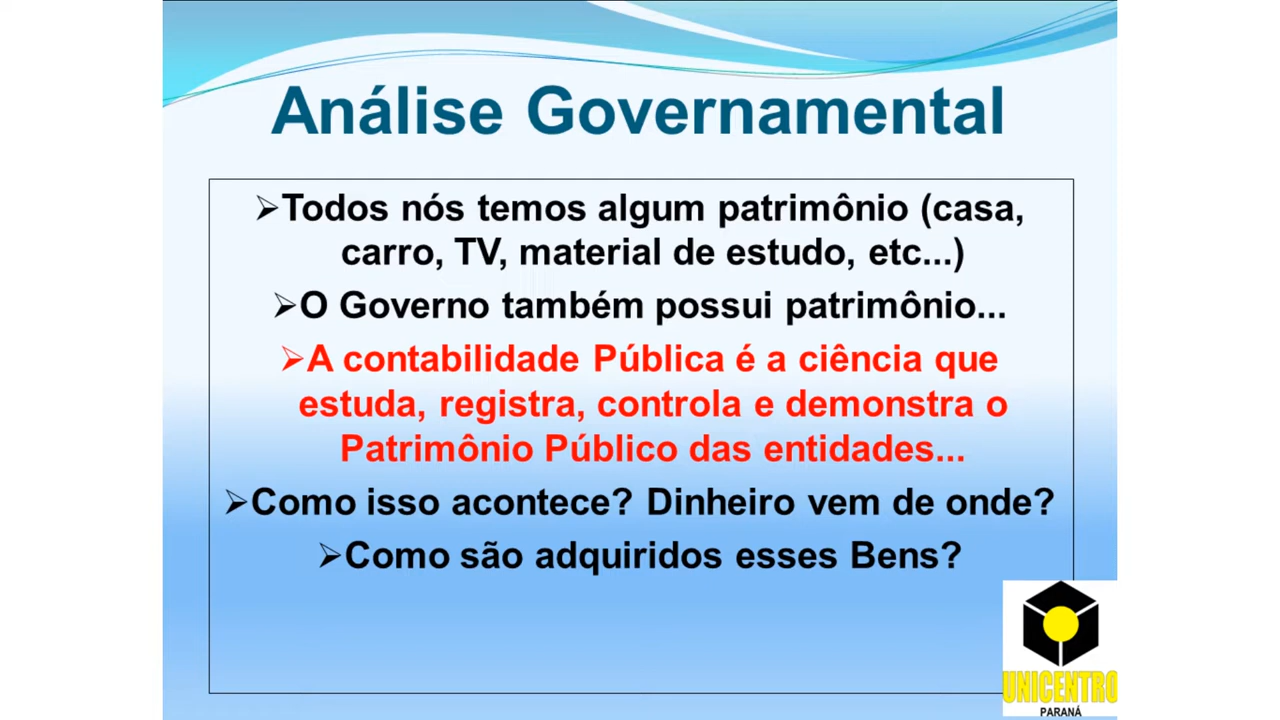 Análise Governamental
➢Todos nós temos algum patrimônio (casa,
carro, TV, material de estudo, etc...)
➢O Governo também possui patrimônio...
➢A contabilidade Pública é a ciência que
estuda, registra, controla e demonstra o
Patrimônio Público das entidades...
➢Como isso acontece? Dinheiro vem de onde?
➢Como são adquiridos esses Bens?
UNICENTRO
PARANÁ